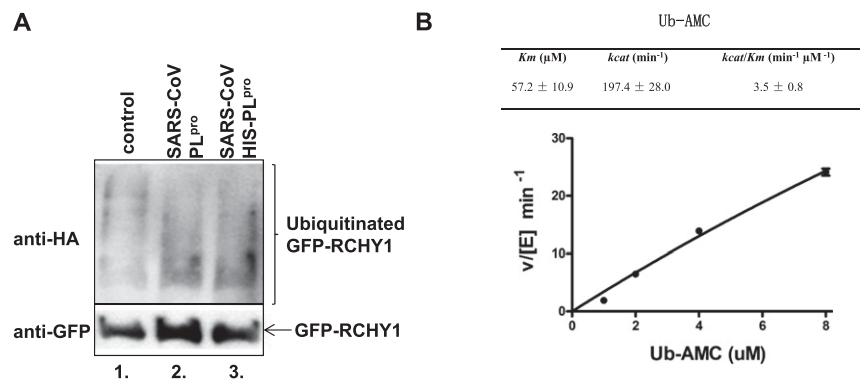 A
control
SARS-CoV
PLpro
SARS-CoV
HIS-PLpro
anti-HA
Ubiquitinated
GFP-RCHY1
anti-GFP
GFP-RCHY1
1. 2. 3.
B
Ub-AMC
Km (µM) kcat (min-1) kcat/Km (min-1 µM-1)
57.2 ± 10.9 197.4 ± 28.0 3.5 ± 0.8
30
20
10
0
v/[E] min-1
0 2 4 6 8
Ub-AMC (uM)